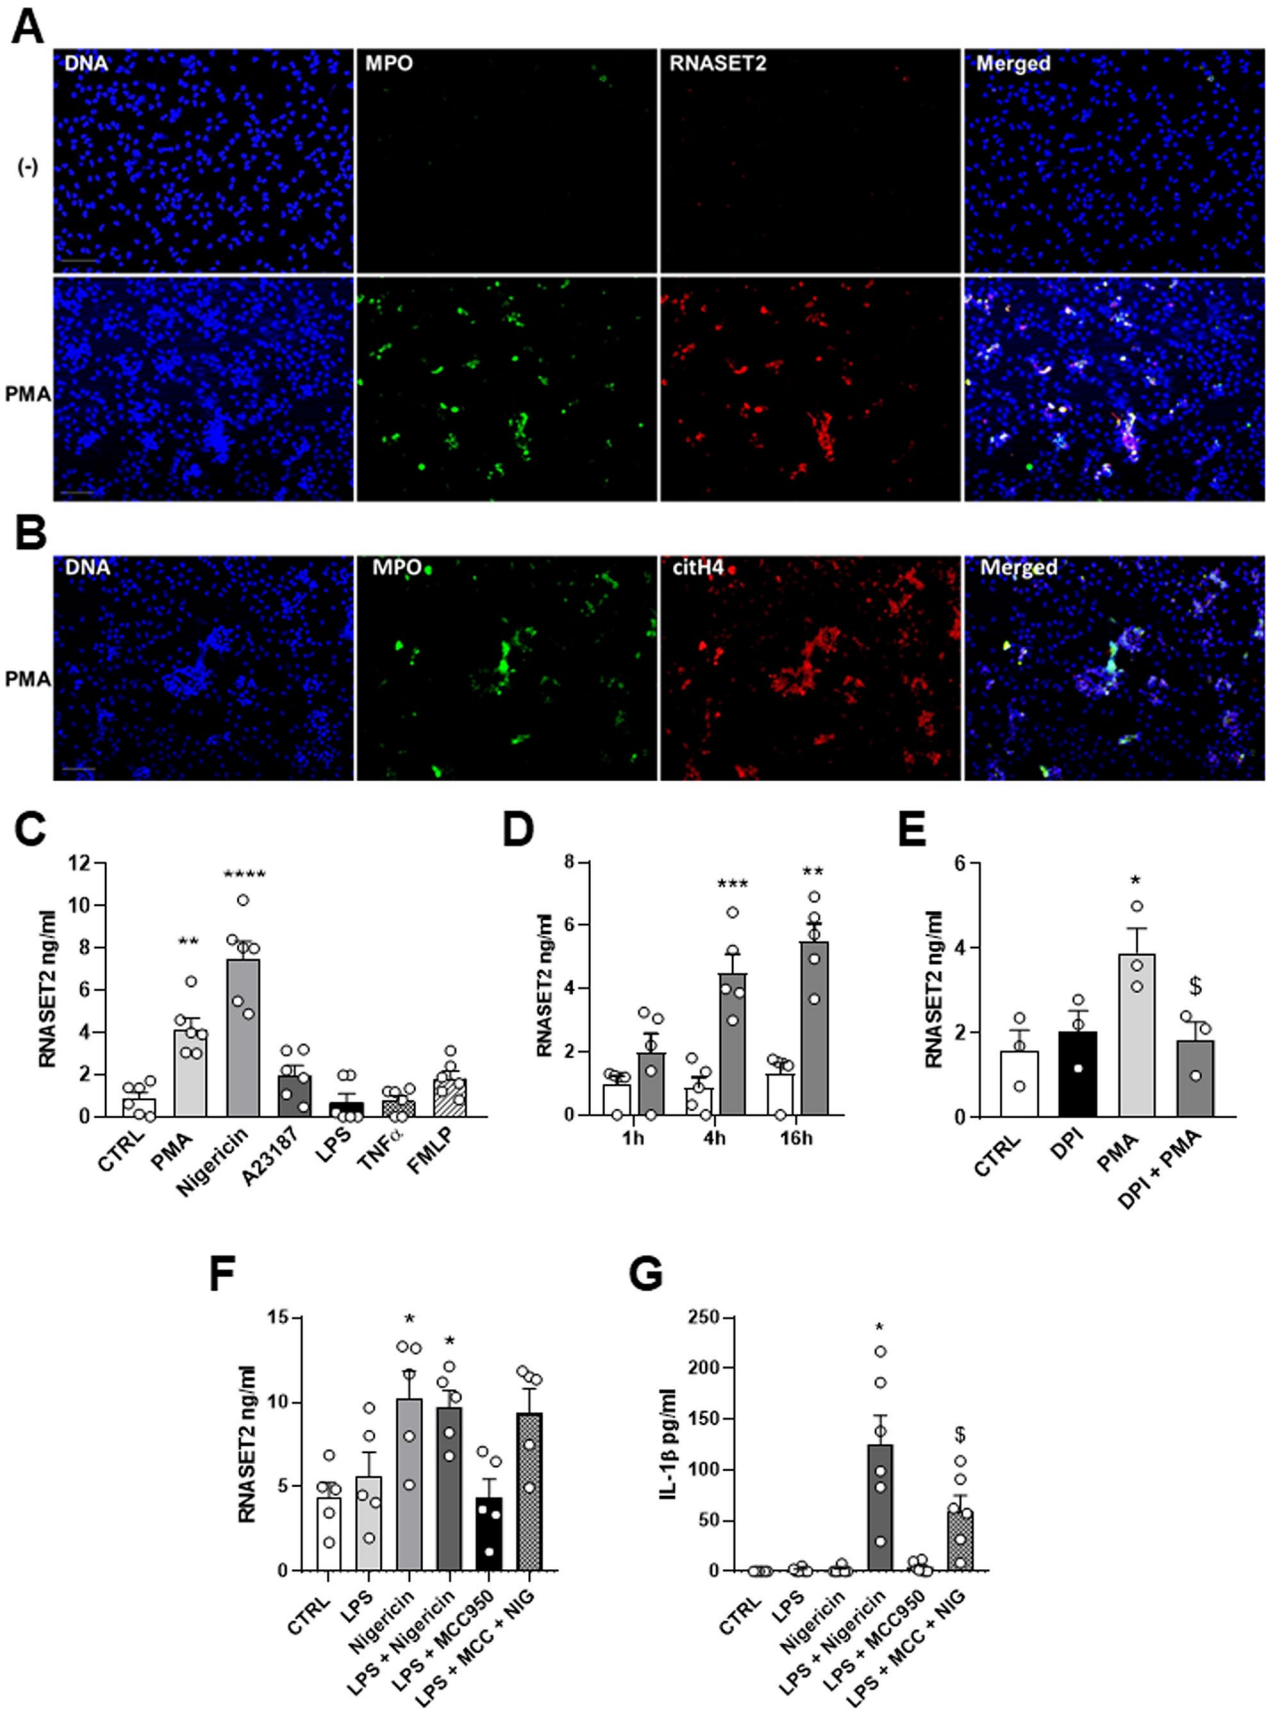 A
DNA MPO RNASET2 Merged
(-)
PMA
B
DNA MPO citH4 Merged
PMA
C
12
10
8
6
4
2
0
RNASET2 ng/ml
** ****
CTRL PMA Nigericin A23187 LPS TNFα FMLP
D
8
6
4
2
0
RNASET2 ng/ml
*** **
1h 4h 16h
E
6
4
2
0
RNASET2 ng/ml
* $
CTRL DPI PMA DPI + PMA
F
15
10
5
0
RNASET2 ng/ml
* *
CTRL LPS Nigericin LPS + Nigericin LPS + MCC950 LPS + MCC + NIG
G
250
200
150
100
50
0
IL-1β pg/ml
* $
CTRL LPS Nigericin LPS + Nigericin LPS + MCC950 LPS + MCC + NIG